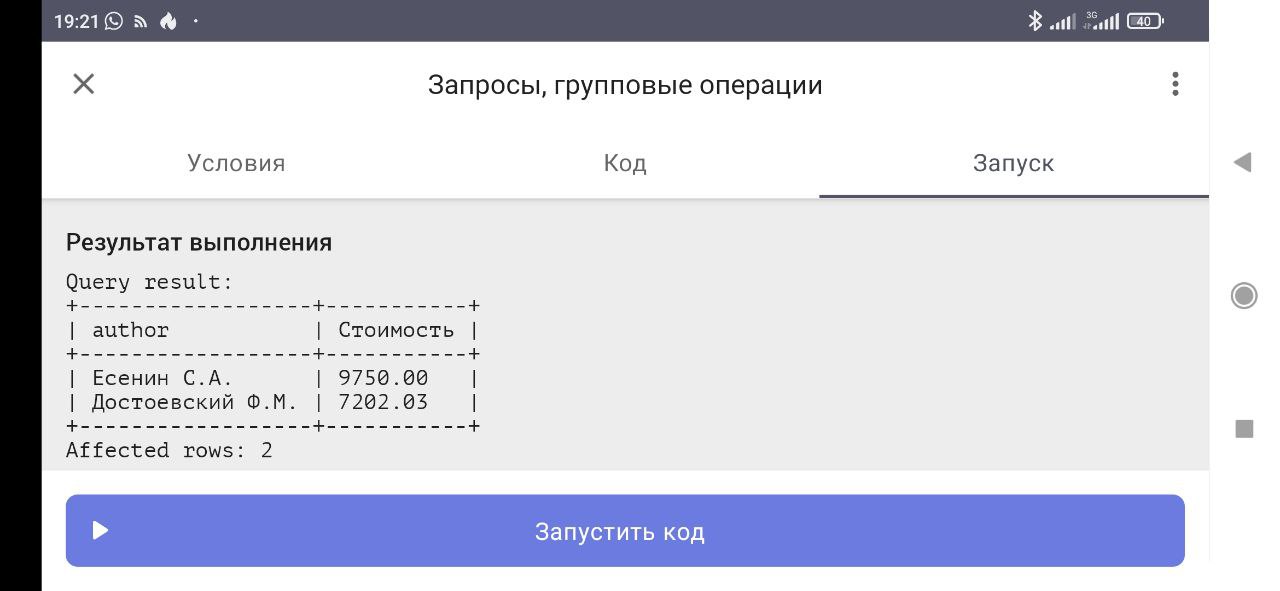 19:21 3G 40
Запросы, групповые операции
Условия Код Запуск
Результат выполнения
Query result:
+------------------+-----------+
| author           | Стоимость |
+------------------+-----------+
| Есенин С.А.      | 9750.00   |
| Достоевский Ф.М. | 7202.03   |
+------------------+-----------+
Affected rows: 2
Запустить код